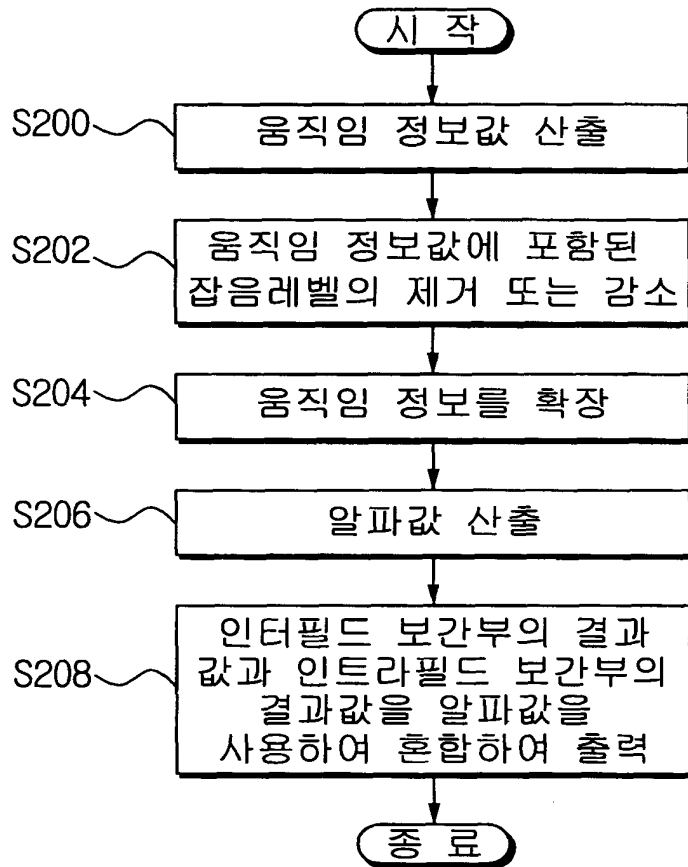 시 작
S200
움직임 정보값 산출
S202
움직임 정보값에 포함된
잡음레벨의 제거 또는 감소
S204
움직임 정보를 확장
S206
알파값 산출
S208
인터필드 보간부의 결과
값과 인트라필드 보간부의
결과값을 알파값을
사용하여 혼합하여 출력
종 료